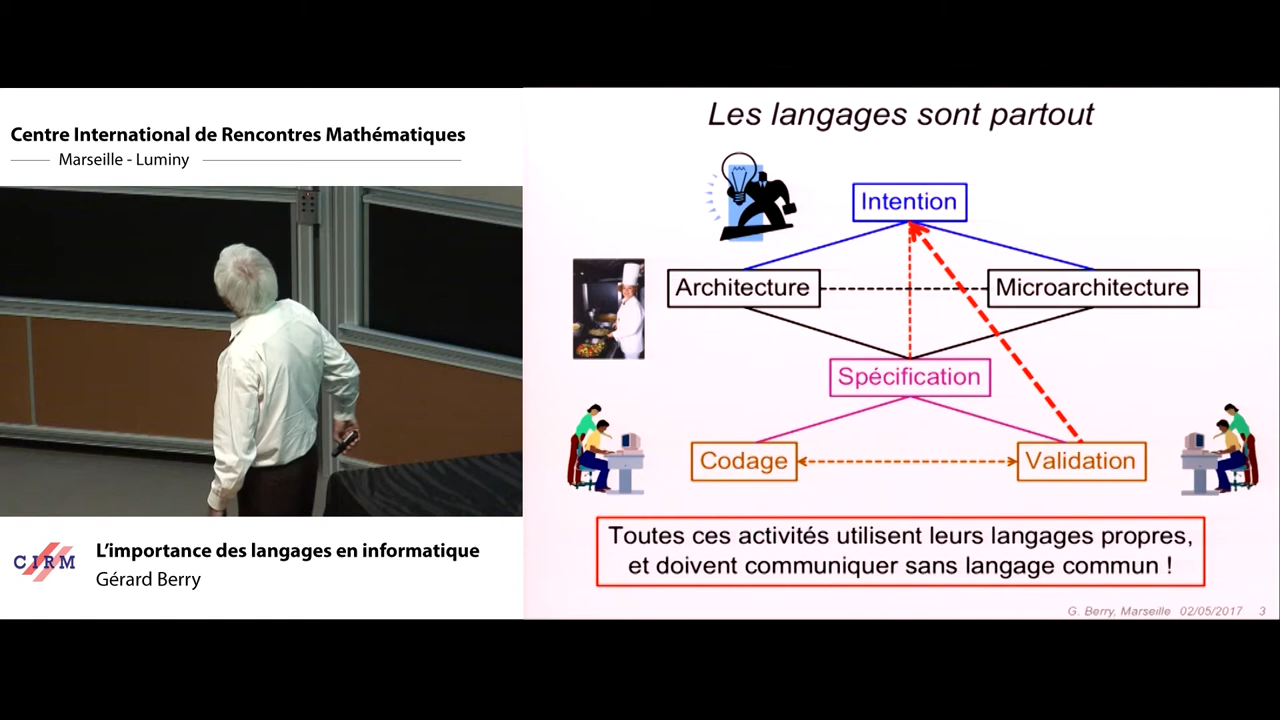 Centre International de Rencontres Mathématiques
Marseille - Luminy
CIRM
L'importance des langages en informatique
Gérard Berry
Les langages sont partout
Intention
Architecture
Microarchitecture
Spécification
Codage
Validation
Toutes ces activités utilisent leurs langages propres,
et doivent communiquer sans langage commun !
G. Berry, Marseille 02/05/2017 3